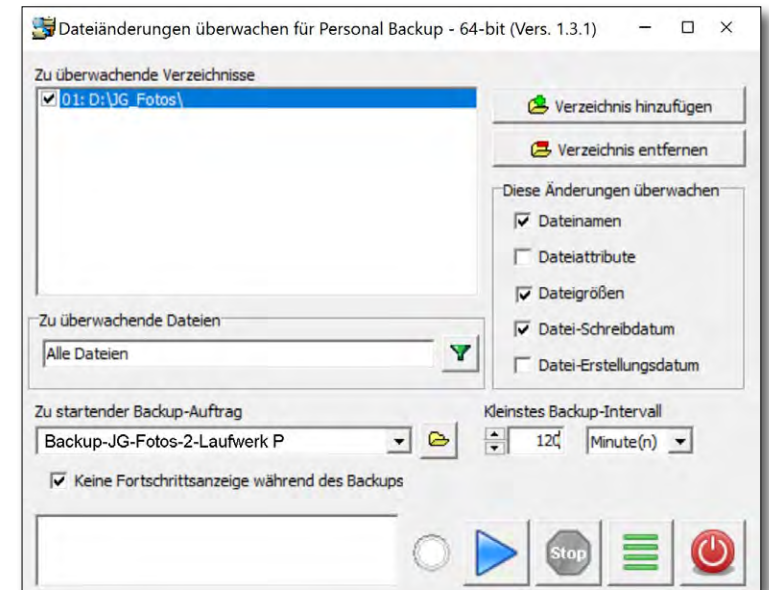 Dateiänderungen überwachen für Personal Backup - 64-bit (Vers. 1.3.1)
Zu überwachende Verzeichnisse
01: D:\JG_Fotos\
Verzeichnis hinzufügen
Verzeichnis entfernen
Diese Änderungen überwachen
Dateinamen
Dateiattribute
Dateigrößen
Datei-Schreibdatum
Datei-Erstellungsdatum
Zu überwachende Dateien
Alle Dateien
Zu startender Backup-Auftrag
Backup-JG-Fotos-2-Laufwerk P
Kleinstes Backup-Intervall
120 Minute(n)
Keine Fortschrittsanzeige während des Backups
Stop